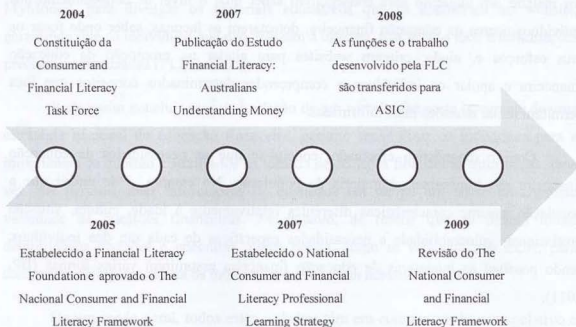 2004
Constituição da
Consumer and
Financial Literacy
Task Force
2007
Publicação do Estudo
Financial Literacy:
Australians
Understanding Money
2008
As funções e o trabalho
desenvolvido pela FLC
são transferidos para
ASIC
2005
Estabelecido a Financial Literacy
Foundation e aprovado o The
Nacional Consumer and Financial
Literacy Framework
2007
Estabelecido o National
Consumer and Financial
Literacy Professional
Learning Strategy
2009
Revisão do The
National Consumer
and Financial
Literacy Framework